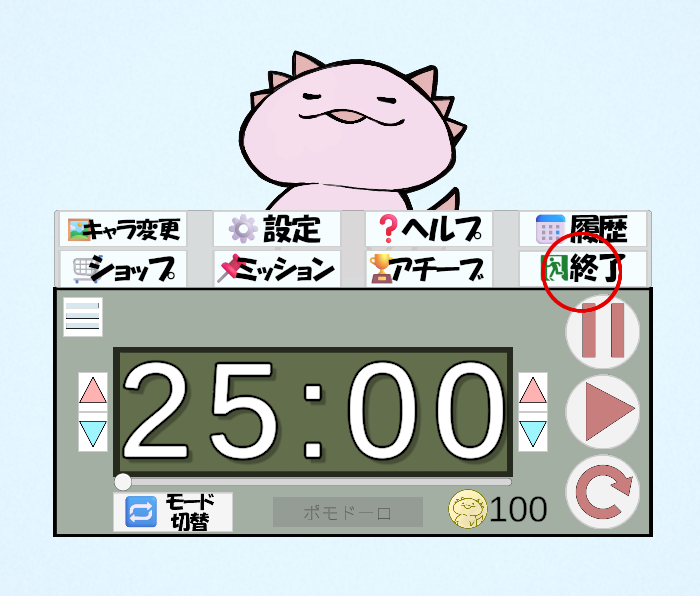 キャラ変更 設定 ヘルプ 履歴
ショップ ミッション アチーブ 終了
25:00
モード
切替
ポモドーロ
100